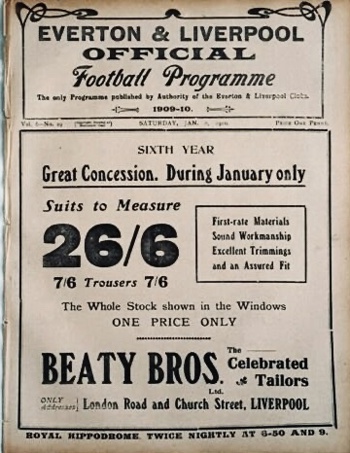 EVERTON & LIVERPOOL
OFFICIAL
Football Programme
The only Programme published by Authority of the Everton & Liverpool Clubs.
1909-10.
Vol. 6—No. SATURDAY, JAN. PRICE ONE PENNY.
SIXTH YEAR
Great Concession. During January only
Suits to Measure
26/6
7/6 Trousers 7/6
First-rate Materials
Sound Workmanship
Excellent Trimmings
and an Assured Fit
The Whole Stock shown in the Windows
ONE PRICE ONLY
BEATY BROS. Ltd.
The Celebrated
Tailors
ONLY Addresses} London Road and Church Street, LIVERPOOL
ROYAL HIPPODROME, TWICE NIGHTLY AT 6-50 AND 9.